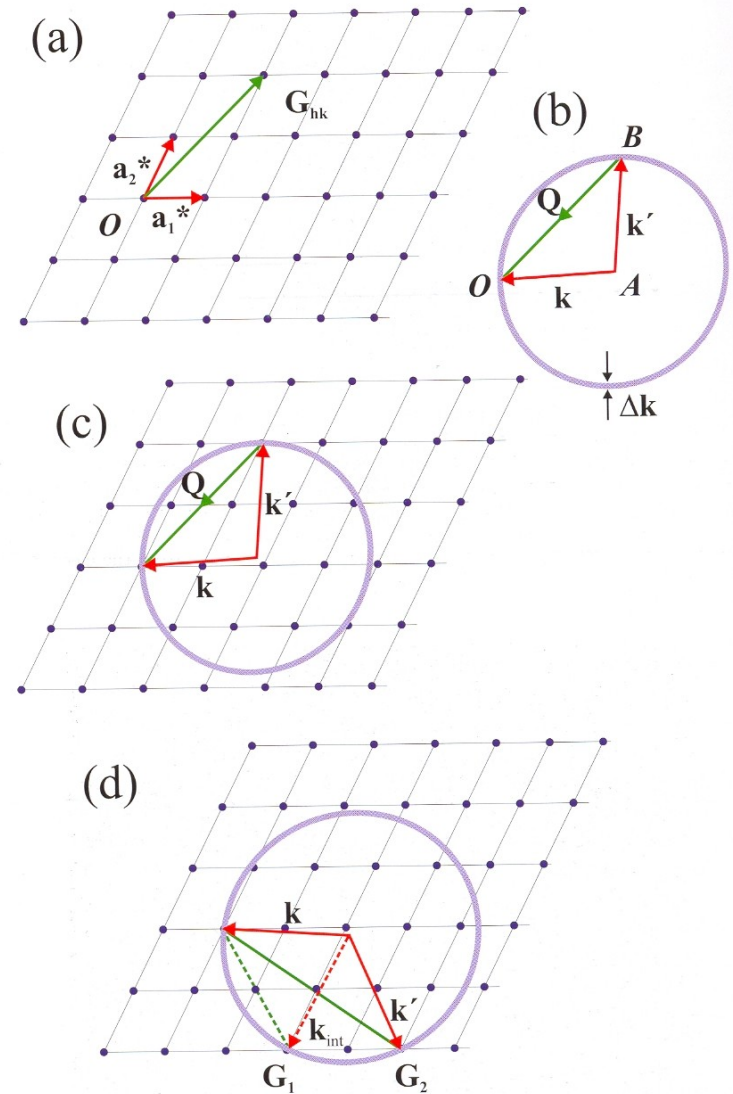 (a)
G_hk
a_2*
O
a_1*
(b)
B
Q
k´
O
k
A
Δk
(c)
Q
k´
k
(d)
k
k´
k_int
G_1
G_2